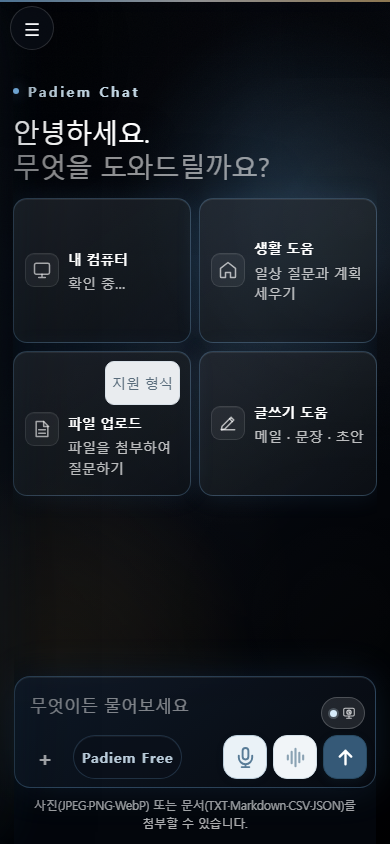 Padiem Chat
안녕하세요.
무엇을 도와드릴까요?
내 컴퓨터
확인 중...
생활 도움
일상 질문과 계획
세우기
지원 형식
파일 업로드
파일을 첨부하여
질문하기
글쓰기 도움
메일 · 문장 · 초안
무엇이든 물어보세요
Padiem Free
사진(JPEG·PNG·WebP) 또는 문서(TXT·Markdown·CSV·JSON)를
첨부할 수 있습니다.